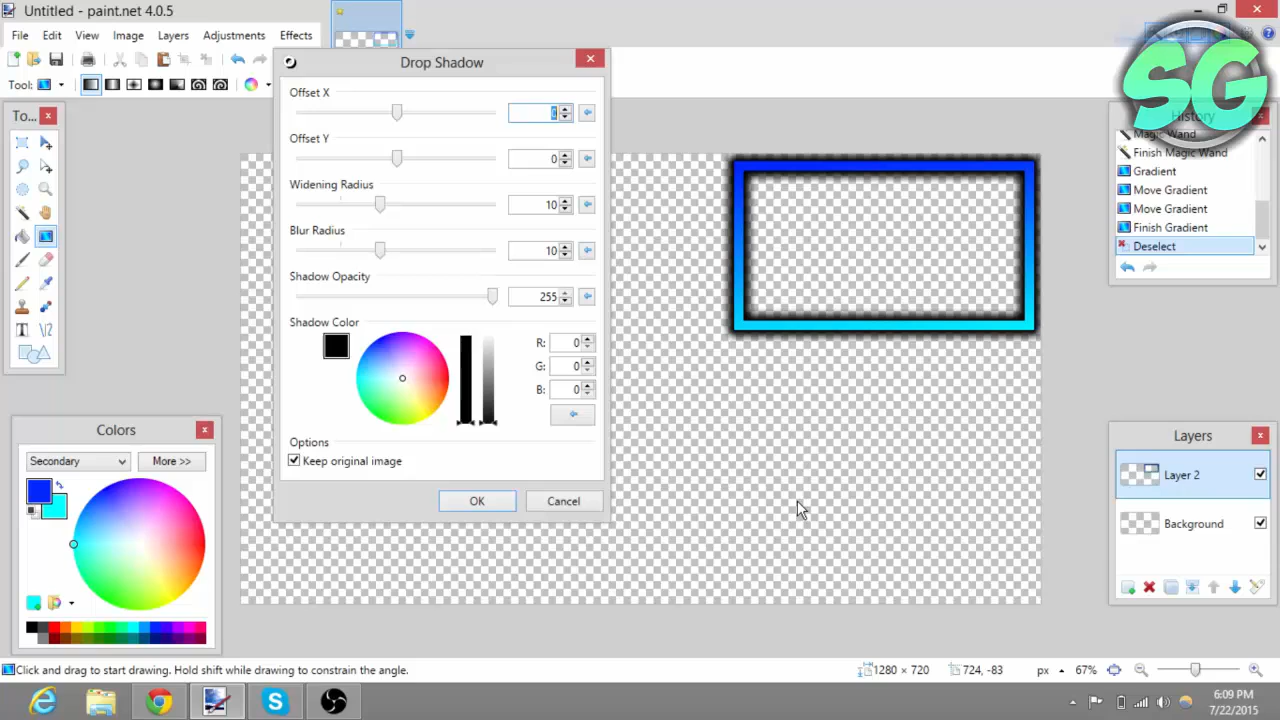 Untitled - paint.net 4.0.5
File Edit View Image Layers Adjustments Effects
Tool:
SG
To...
Drop Shadow
Offset X
Offset Y
0
Widening Radius
10
Blur Radius
10
Shadow Opacity
255
Shadow Color
R: 0
G: 0
B: 0
Options
Keep original image
OK Cancel
History
Magic Wand
Finish Magic Wand
Gradient
Move Gradient
Move Gradient
Finish Gradient
Deselect
Colors
Secondary
More >>
Layers
Layer 2
Background
Click and drag to start drawing. Hold shift while drawing to constrain the angle.
1280 × 720
724, -83
px
67%
6:09 PM
7/22/2015